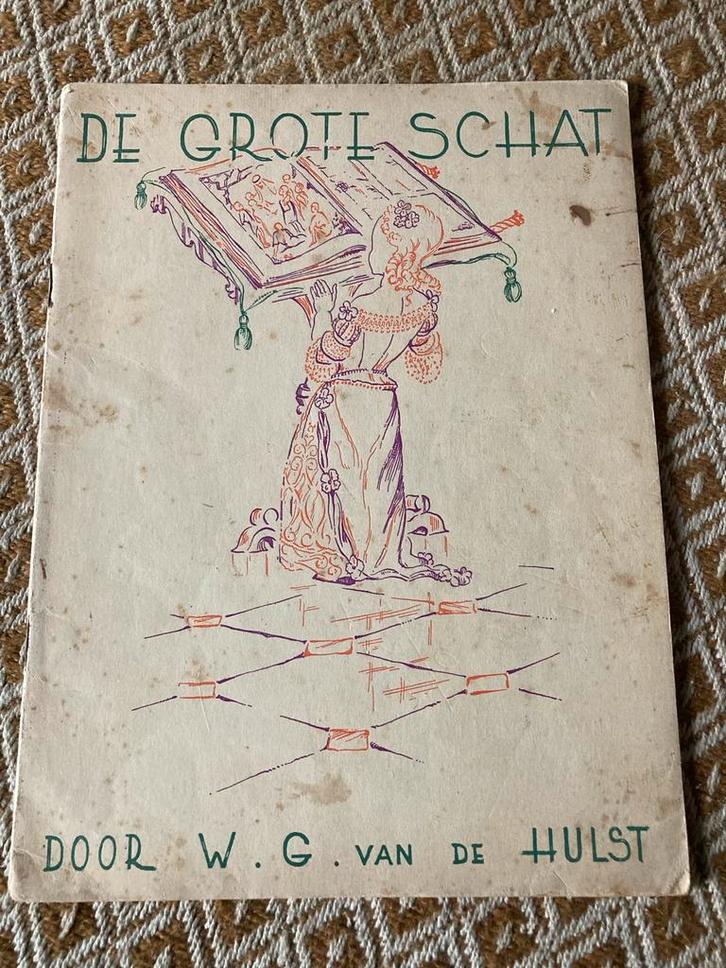 DE GROTE SCHAT
DOOR W. G. VAN DE HULST